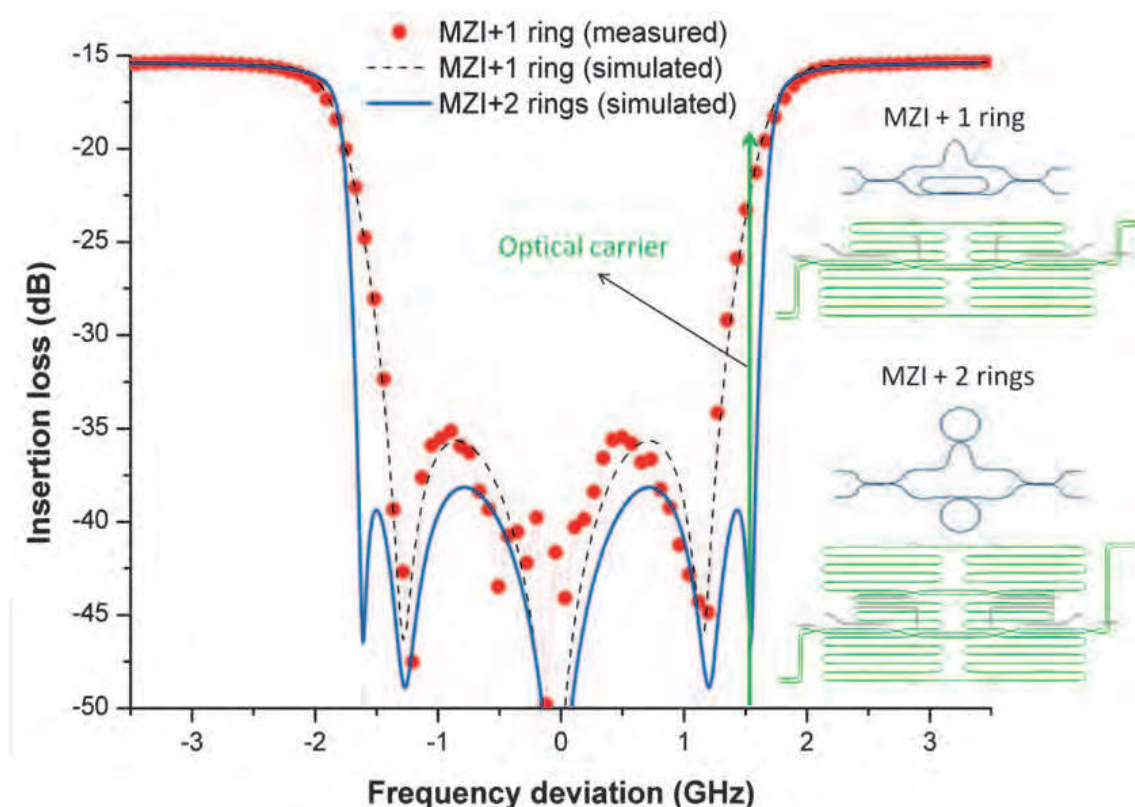 MZI+1 ring (measured)
MZI+1 ring (simulated)
MZI+2 rings (simulated)
-15
-20
-25
-30
-35
-40
-45
-50
Insertion loss (dB)
Optical carrier
MZI + 1 ring
MZI + 2 rings
-3
-2
-1
0
1
2
3
Frequency deviation (GHz)